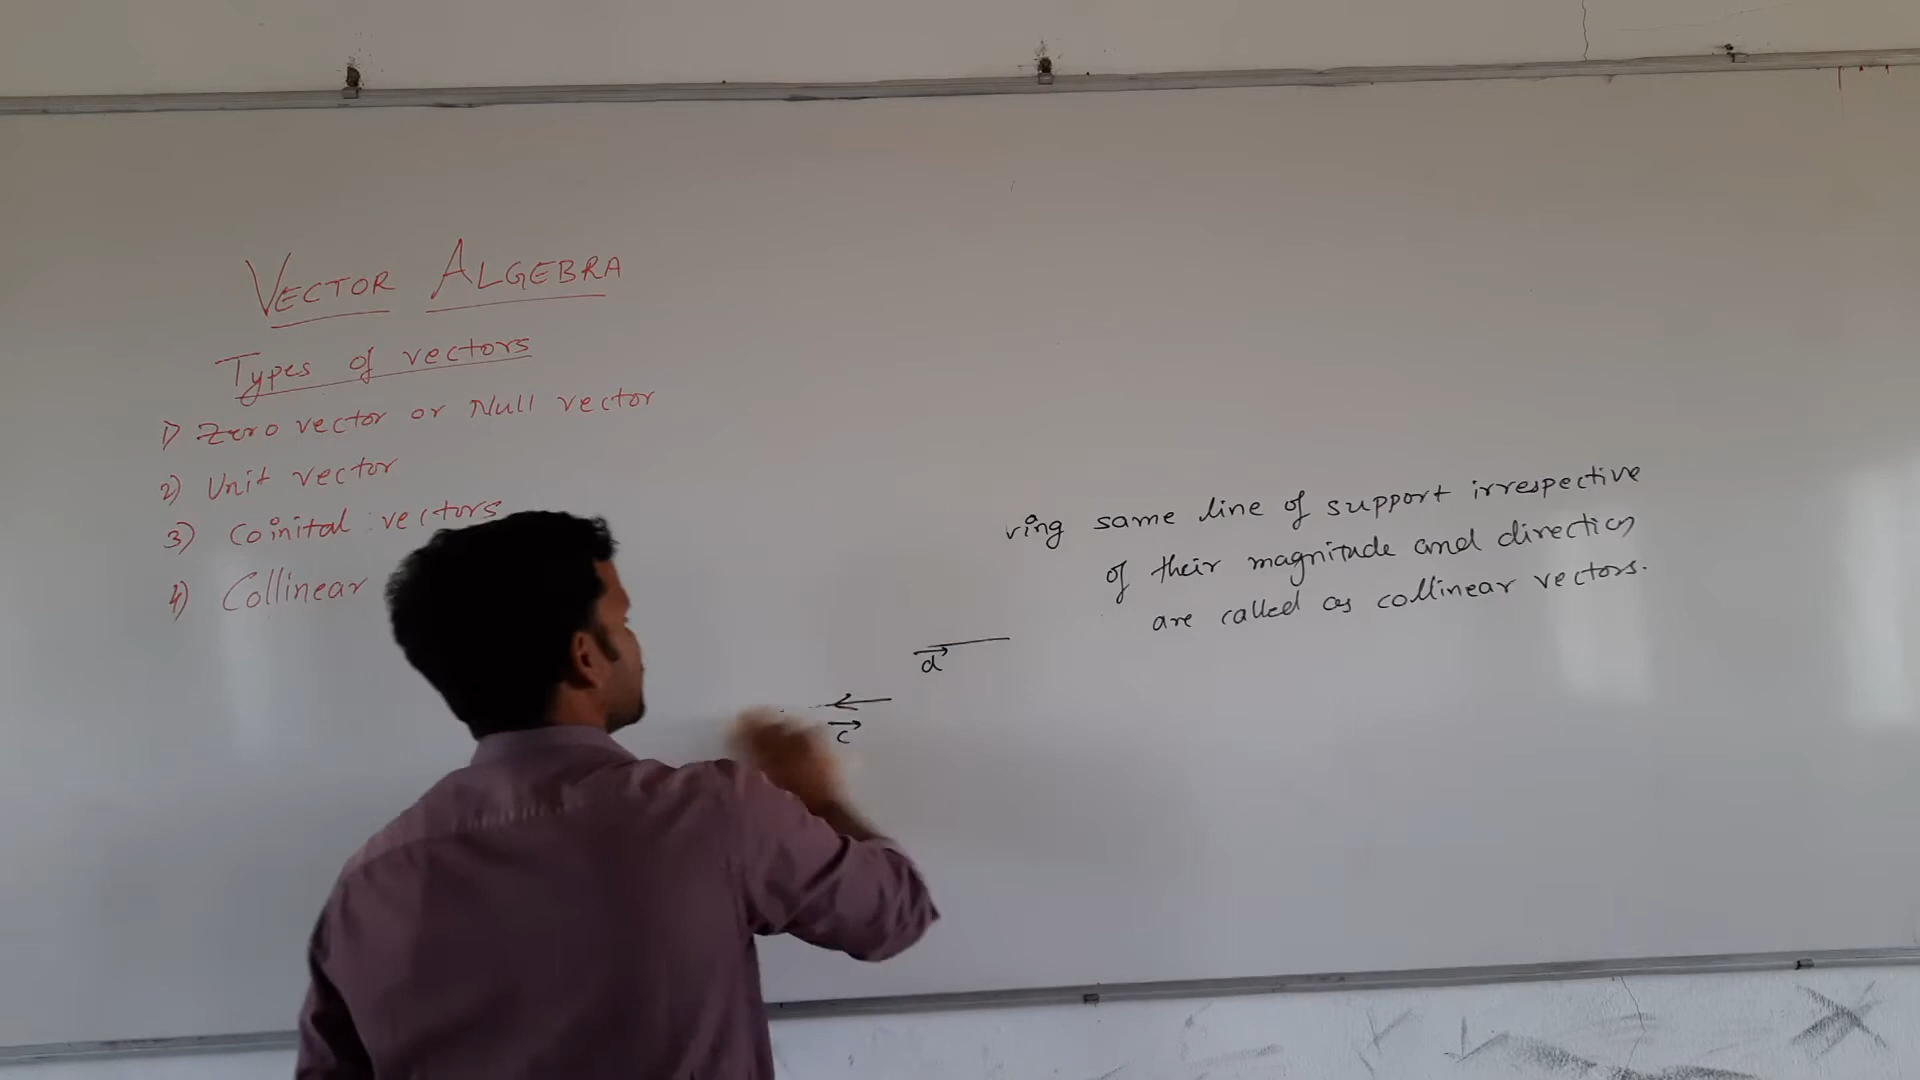 VECTOR ALGEBRA
Types of vectors
1) Zero vector or Null vector
2) Unit vector
3) Coinital vectors
4) Collinear
ving same line of support irrespective
of their magnitude and direction
are called as collinear vectors.
d
c